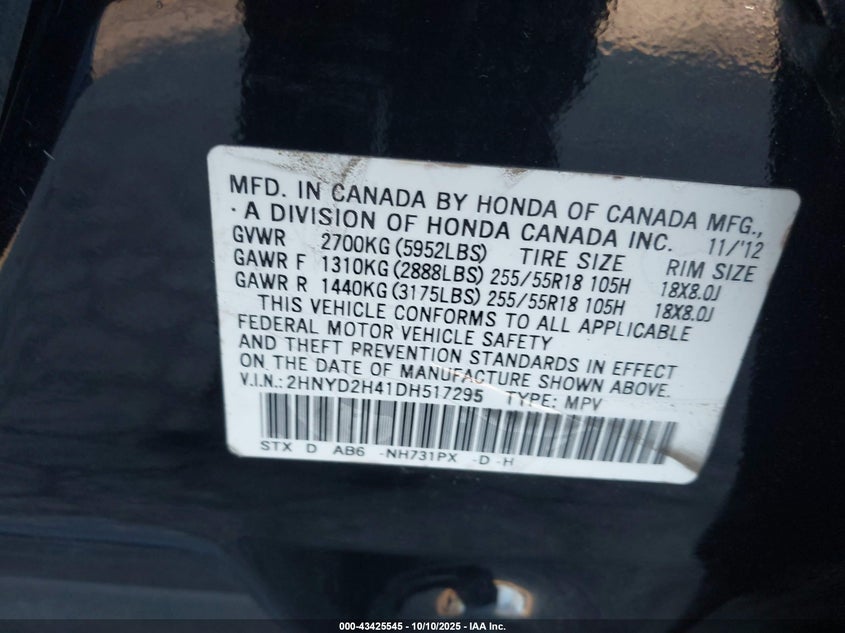 MFD. IN CANADA BY HONDA OF CANADA MFG.,
· A DIVISION OF HONDA CANADA INC. 11/'12
GVWR 2700KG (5952LBS) TIRE SIZE RIM SIZE
GAWR F 1310KG (2888LBS) 255/55R18 105H 18X8.0J
GAWR R 1440KG (3175LBS) 255/55R18 105H 18X8.0J
THIS VEHICLE CONFORMS TO ALL APPLICABLE
FEDERAL MOTOR VEHICLE SAFETY
AND THEFT PREVENTION STANDARDS IN EFFECT
ON THE DATE OF MANUFACTURE SHOWN ABOVE.
V.I.N.: 2HNYD2H41DH517295 TYPE: MPV
STX D AB6 -NH731PX -D -H
000-43425545 - 10/10/2025 - IAA Inc.